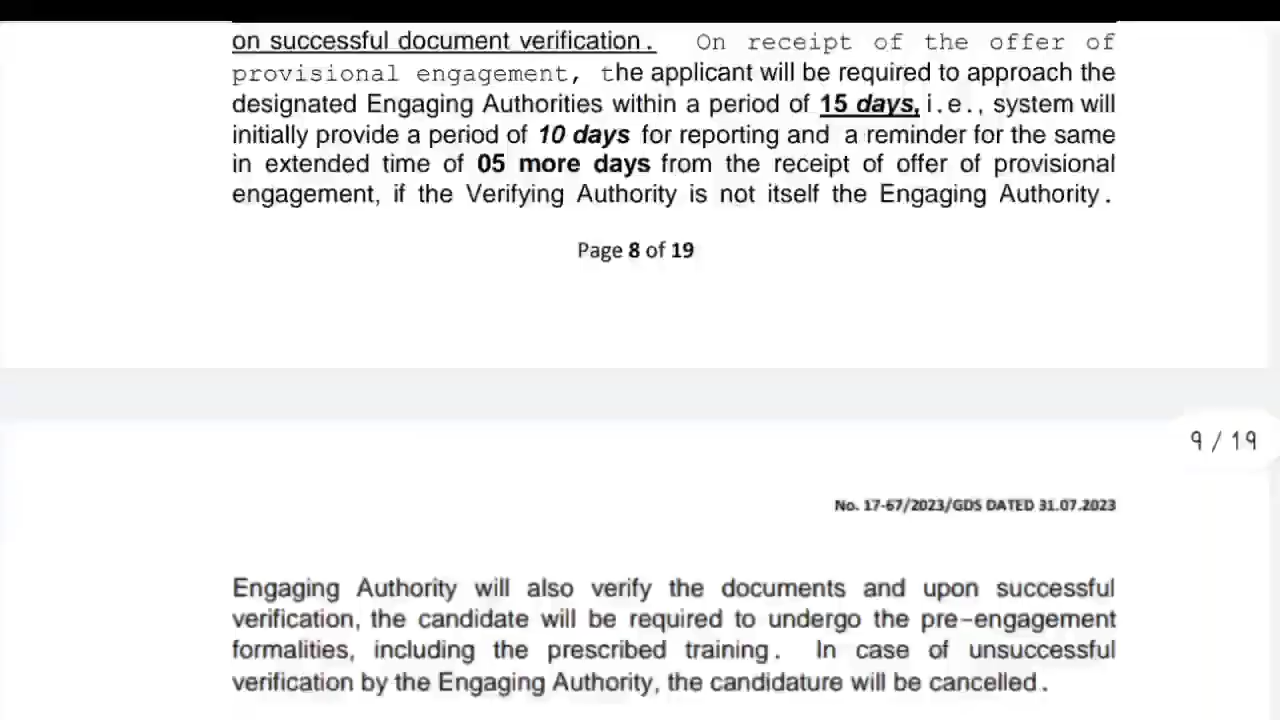 on successful document verification. On receipt of the offer of
provisional engagement, the applicant will be required to approach the
designated Engaging Authorities within a period of 15 days, i.e., system will
initially provide a period of 10 days for reporting and a reminder for the same
in extended time of 05 more days from the receipt of offer of provisional
engagement, if the Verifying Authority is not itself the Engaging Authority.
Page 8 of 19
9 / 19
No. 17-67/2023/GDS DATED 31.07.2023
Engaging Authority will also verify the documents and upon successful
verification, the candidate will be required to undergo the pre-engagement
formalities, including the prescribed training. In case of unsuccessful
verification by the Engaging Authority, the candidature will be cancelled.